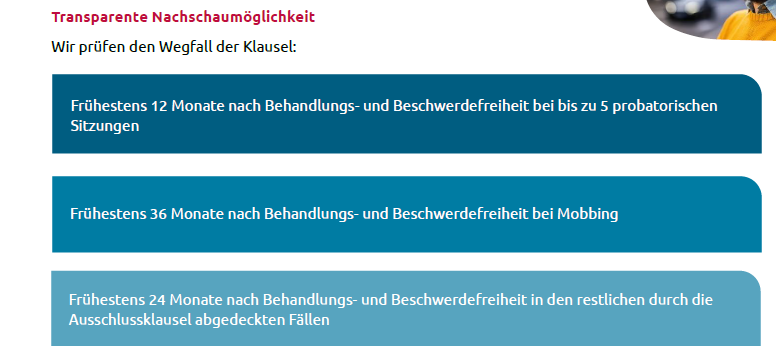 Transparente Nachschaumöglichkeit
Wir prüfen den Wegfall der Klausel:
Frühestens 12 Monate nach Behandlungs- und Beschwerdefreiheit bei bis zu 5 probatorischen
Sitzungen
Frühestens 36 Monate nach Behandlungs- und Beschwerdefreiheit bei Mobbing
Frühestens 24 Monate nach Behandlungs- und Beschwerdefreiheit in den restlichen durch die
Ausschlussklausel abgedeckten Fällen